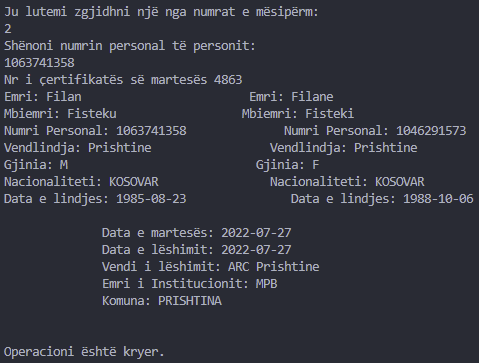 Ju lutemi zgjidhni një nga numrat e mësipërm:
2
Shënoni numrin personal të personit:
1063741358
Nr i çertifikatës së martesës 4863
Emri: Filan Emri: Filane
Mbiemri: Fisteku Mbiemri: Fisteki
Numri Personal: 1063741358 Numri Personal: 1046291573
Vendlindja: Prishtine Vendlindja: Prishtine
Gjinia: M Gjinia: F
Nacionaliteti: KOSOVAR Nacionaliteti: KOSOVAR
Data e lindjes: 1985-08-23 Data e lindjes: 1988-10-06
Data e martesës: 2022-07-27
Data e lëshimit: 2022-07-27
Vendi i lëshimit: ARC Prishtine
Emri i Institucionit: MPB
Komuna: PRISHTINA
Operacioni është kryer.